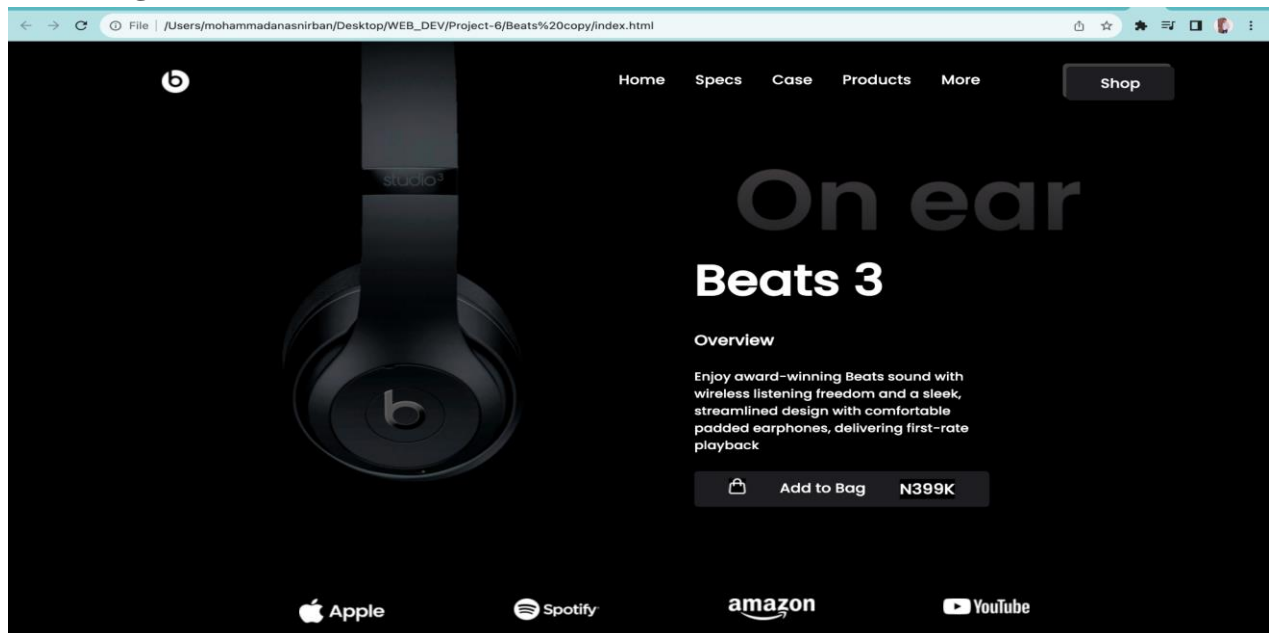 File | /Users/mohammadanasnirban/Desktop/WEB_DEV/Project-6/Beats%20copy/index.html
b
Home Specs Case Products More Shop
studio³
On ear
Beats 3
Overview
Enjoy award-winning Beats sound with
wireless listening freedom and a sleek,
streamlined design with comfortable
padded earphones, delivering first-rate
playback
b
Add to Bag N399K
Apple Spotify amazon YouTube